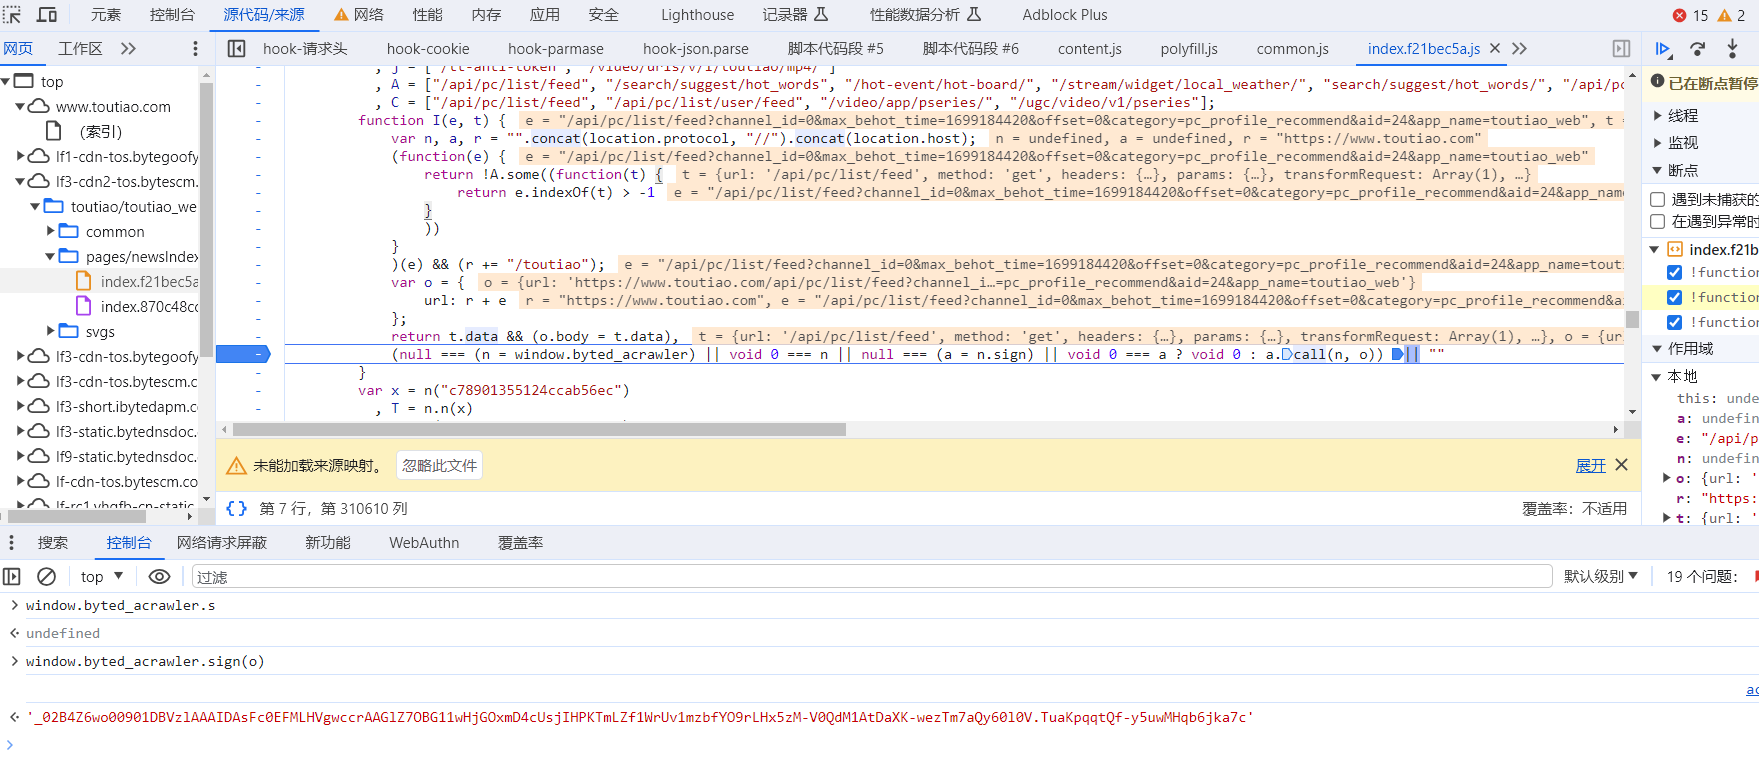 元素 控制台 源代码/来源 网络 性能 内存 应用 安全 Lighthouse 记录器 性能数据分析 Adblock Plus 15 2
网页 工作区 hook-请求头 hook-cookie hook-parmase hook-json.parse 脚本代码段 #5 脚本代码段 #6 content.js polyfill.js common.js index.f21bec5a.js
top
www.toutiao.com
(索引)
lf1-cdn-tos.bytegoofy
lf3-cdn2-tos.bytescm.
toutiao/toutiao_we
common
pages/newsIndex
index.f21bec5a
index.870c48cc
svgs
lf3-cdn-tos.bytegoofy
lf3-cdn-tos.bytescm.c
lf3-short.ibytedapm.c
lf3-static.bytednsdoc.
lf9-static.bytednsdoc.
lf-cdn-tos.bytescm.co
lf-rc1.yhgfb-cn-static
, j = ["/tt-anti-token", "/video/urls/v/1/toutiao/mp4/"]
, A = ["/api/pc/list/feed", "/search/suggest/hot_words", "/hot-event/hot-board/", "/stream/widget/local_weather/", "search/suggest/hot_words/", "/api/pc
, C = ["/api/pc/list/feed", "/api/pc/list/user/feed", "/video/app/pseries/", "/ugc/video/v1/pseries"];
function I(e, t) { e = "/api/pc/list/feed?channel_id=0&max_behot_time=1699184420&offset=0&category=pc_profile_recommend&aid=24&app_name=toutiao_web", t =
var n, a, r = "".concat(location.protocol, "//").concat(location.host); n = undefined, a = undefined, r = "https://www.toutiao.com"
(function(e) { e = "/api/pc/list/feed?channel_id=0&max_behot_time=1699184420&offset=0&category=pc_profile_recommend&aid=24&app_name=toutiao_web"
return !A.some((function(t) { t = {url: '/api/pc/list/feed', method: 'get', headers: {…}, params: {…}, transformRequest: Array(1), …}
return e.indexOf(t) > -1 e = "/api/pc/list/feed?channel_id=0&max_behot_time=1699184420&offset=0&category=pc_profile_recommend&aid=24&app_name
}
))
}
)(e) && (r += "/toutiao"); e = "/api/pc/list/feed?channel_id=0&max_behot_time=1699184420&offset=0&category=pc_profile_recommend&aid=24&app_name=touti
var o = { o = {url: 'https://www.toutiao.com/api/pc/list/feed?channel_i…=pc_profile_recommend&aid=24&app_name=toutiao_web'}
url: r + e r = "https://www.toutiao.com", e = "/api/pc/list/feed?channel_id=0&max_behot_time=1699184420&offset=0&category=pc_profile_recommend&ai
};
return t.data && (o.body = t.data), t = {url: '/api/pc/list/feed', method: 'get', headers: {…}, params: {…}, transformRequest: Array(1), …}, o = {ur
(null === (n = window.byted_acrawler) || void 0 === n || null === (a = n.sign) || void 0 === a ? void 0 : a.call(n, o)) || ""
}
var x = n("c78901355124ccab56ec")
, T = n.n(x)
未能加载来源映射。 忽略此文件 展开
{} 第 7 行，第 310610 列 覆盖率：不适用
已在断点暂停
线程
监视
断点
遇到未捕获的
在遇到异常时
index.f21b
!function
!function
!function
作用域
本地
this: unde
a: undefin
e: "/api/p
n: undefin
o: {url: '
r: "https:
t: {url: '
搜索 控制台 网络请求屏蔽 新功能 WebAuthn 覆盖率
top 过滤 默认级别 19 个问题：
window.byted_acrawler.s
undefined
window.byted_acrawler.sign(o)
ac
'_02B4Z6wo00901DBVzlAAAIDAsFc0EFMLHVgwccrAAGlZ7OBG11wHjGOxmD4cUsjIHPKTmLZf1WrUv1mzbfYO9rLHx5zM-V0QdM1AtDaXK-wezTm7aQy60l0V.TuaKpqqtQf-y5uwMHqb6jka7c'